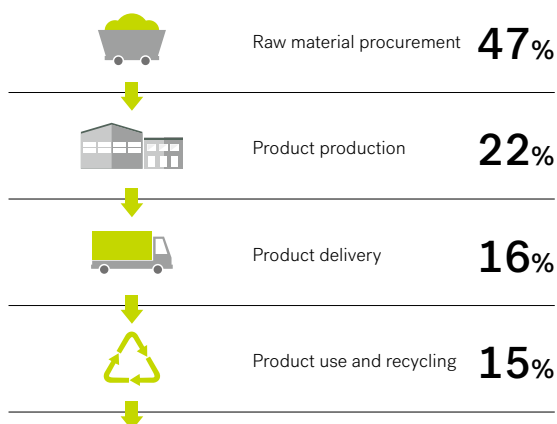 Raw material procurement 47%
Product production 22%
Product delivery 16%
Product use and recycling 15%